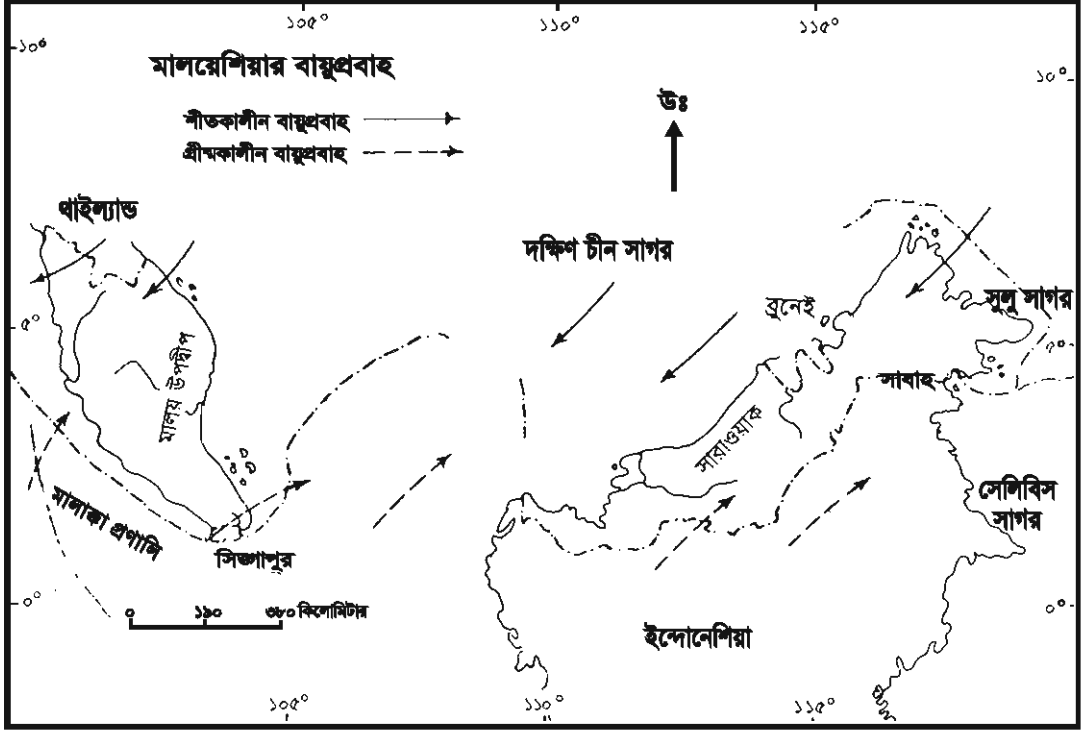 ১০৫°
১১০°
১১৫°
১০°
১০°
মালয়েশিয়ার বায়ুপ্রবাহ
উঃ
শীতকালীন বায়ুপ্রবাহ
গ্রীষ্মকালীন বায়ুপ্রবাহ
থাইল্যান্ড
দক্ষিণ চীন সাগর
সুলু সাগর
ব্রুনেই
৫°
মালয় উপদ্বীপ
সাবাহ
সারাওয়াক
মালাক্কা প্রণালি
সেলিবিস
সাগর
সিঙ্গাপুর
০°
০°
০ ১৯০ ৩৮০ কিলোমিটার
ইন্দোনেশিয়া
১০৫°
১১০°
১১৫°